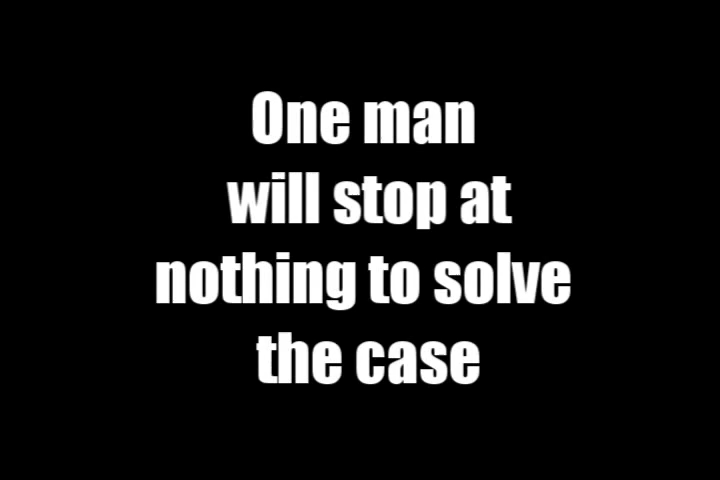 One man
will stop at
nothing to solve
the case